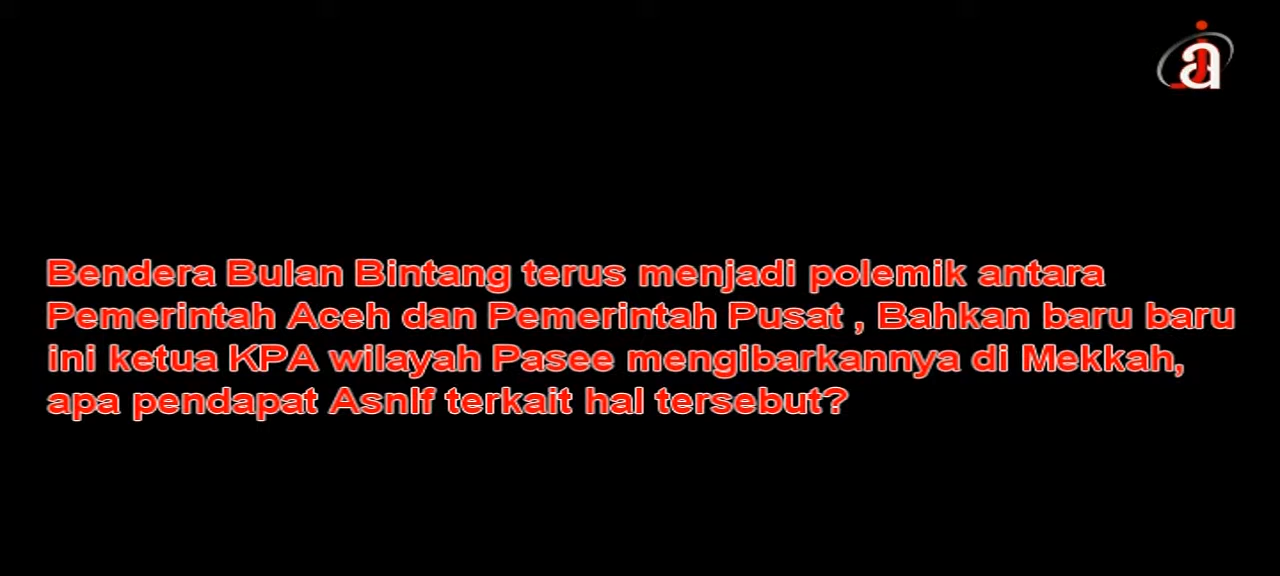 Bendera Bulan Bintang terus menjadi polemik antara
Pemerintah Aceh dan Pemerintah Pusat , Bahkan baru baru
ini ketua KPA wilayah Pasee mengibarkannya di Mekkah,
apa pendapat Asnlf terkait hal tersebut?